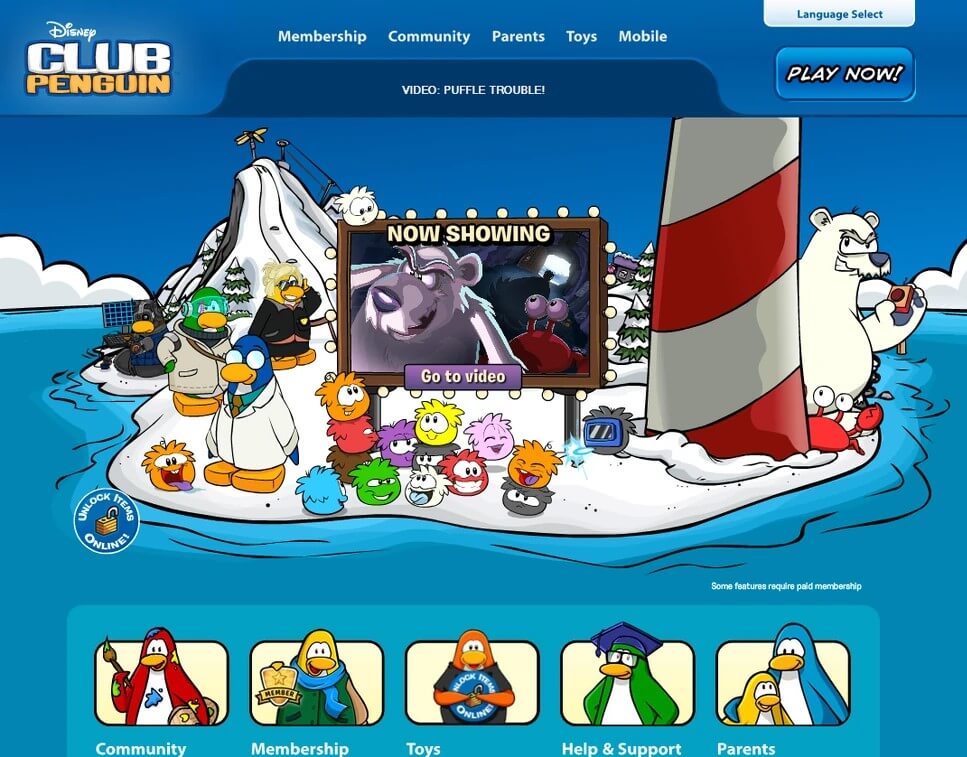 Language Select
Disney
CLUB
PENGUIN
Membership
Community
Parents
Toys
Mobile
PLAY NOW!
VIDEO: PUFFLE TROUBLE!
NOW SHOWING
Go to video
UNLOCK ITEMS
ONLINE!
Some features require paid membership
MEMBER
UNLOCK ITEMS
ONLINE!
Community
Membership
Toys
Help & Support
Parents